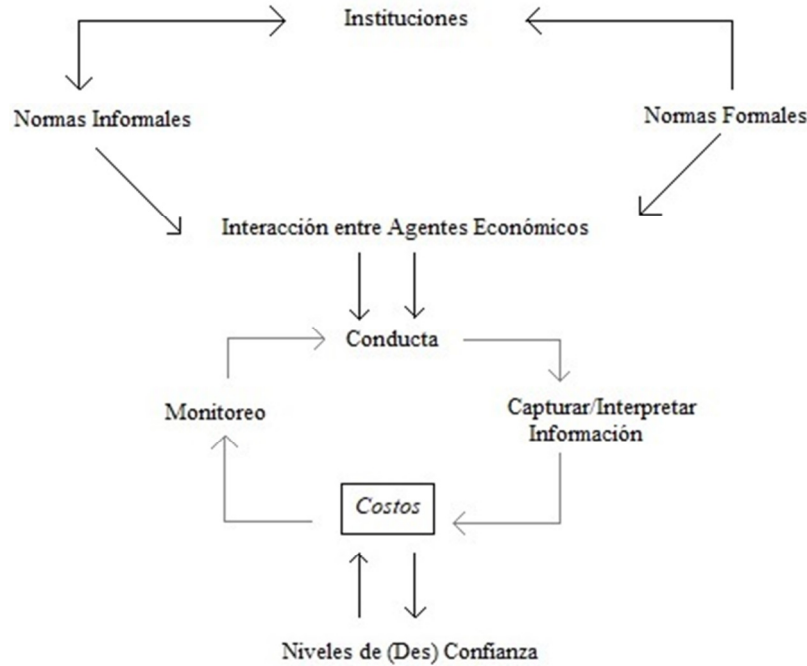 Instituciones
Normas Informales
Normas Formales
Interacción entre Agentes Económicos
Conducta
Monitoreo
Capturar/Interpretar
Información
Costos
Niveles de (Des) Confianza